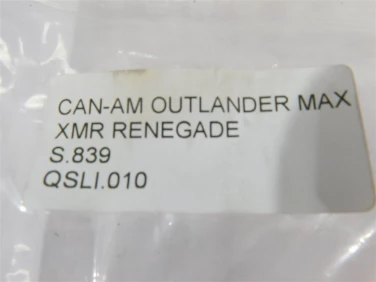 CAN-AM OUTLANDER MAX
XMR RENEGADE
S.839
QSLI.010